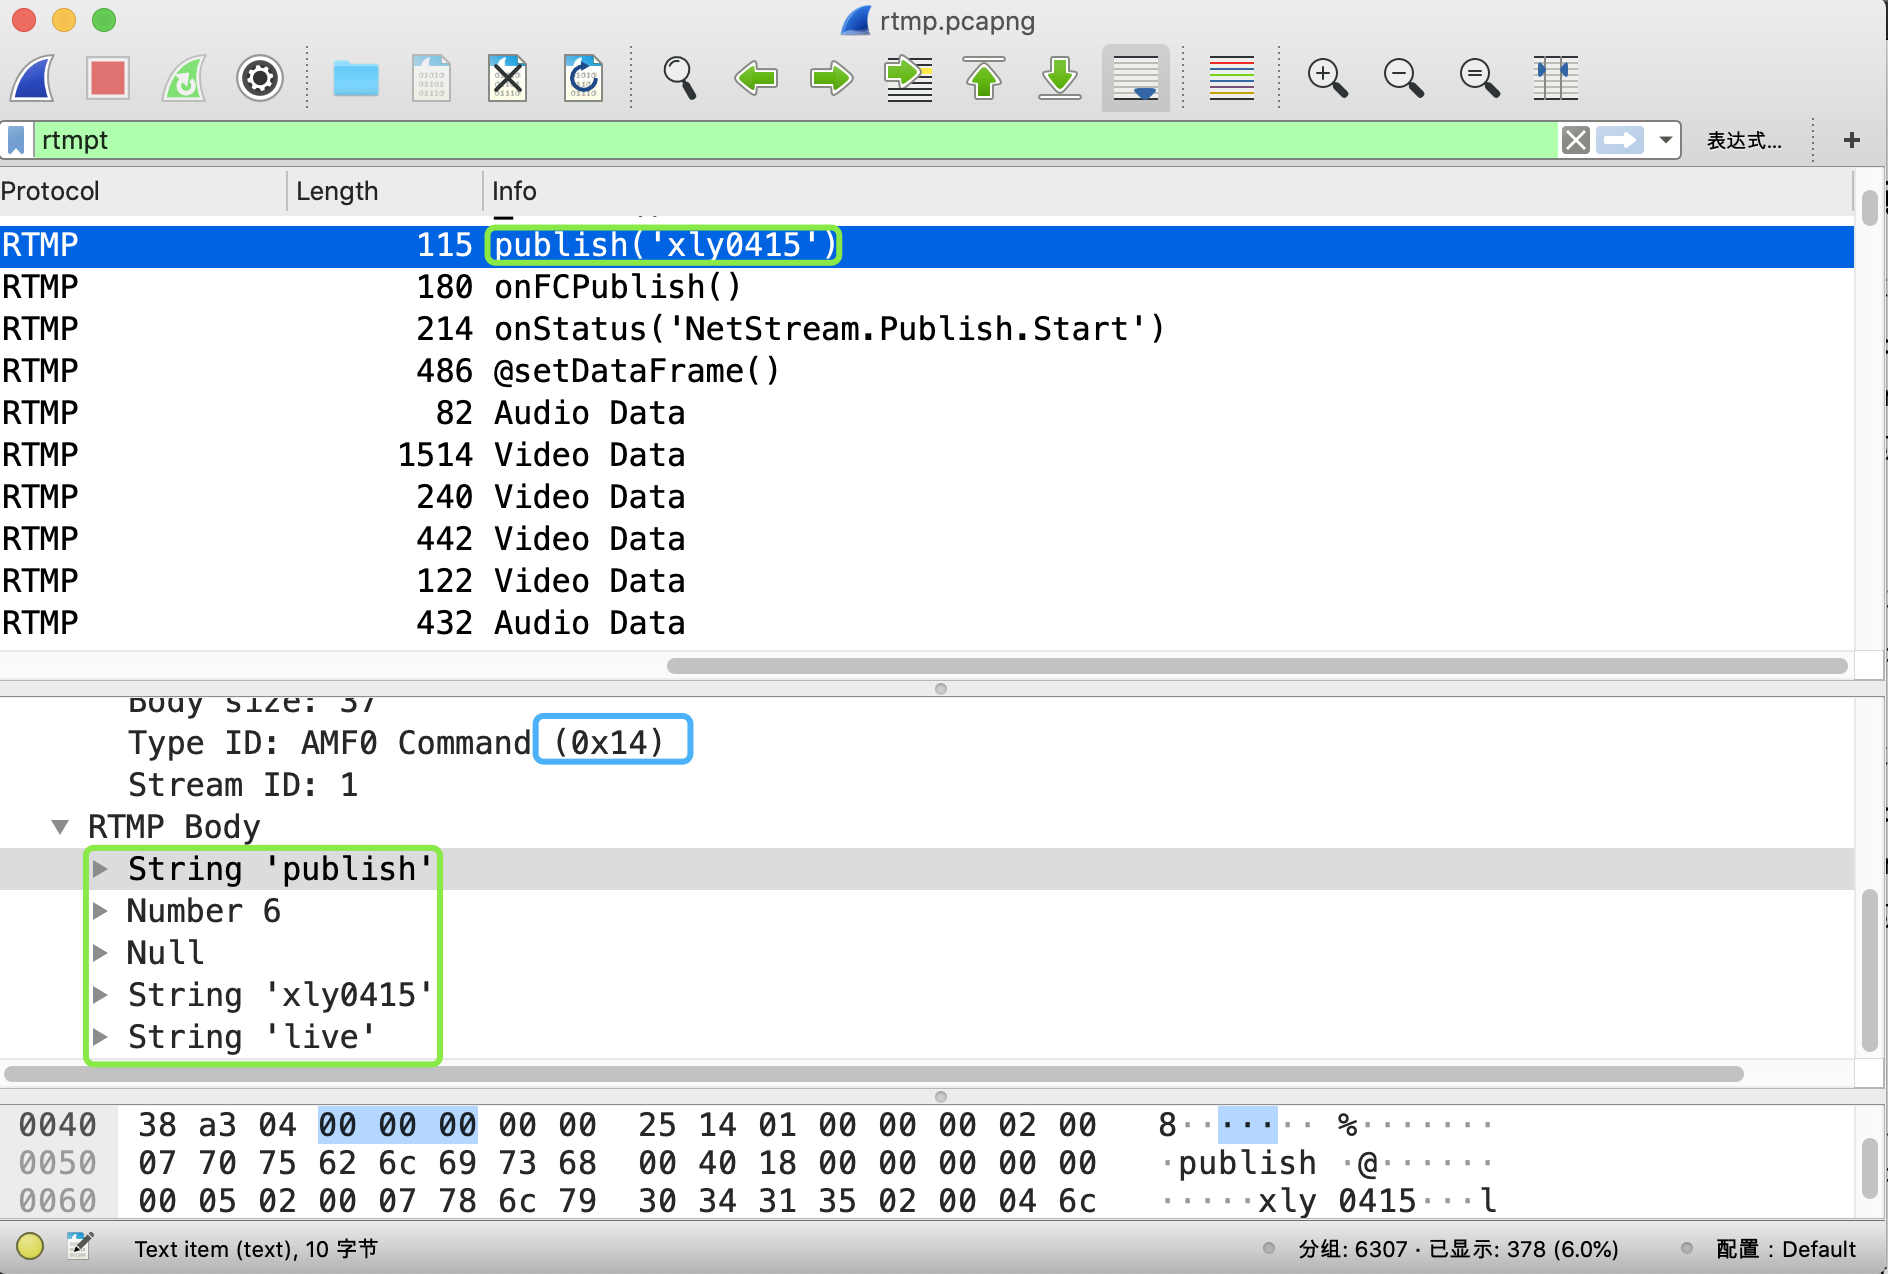 rtmp.pcapng
rtmpt
表达式... +
Protocol Length Info
RTMP 115 publish('xly0415')
RTMP 180 onFCPublish()
RTMP 214 onStatus('NetStream.Publish.Start')
RTMP 486 @setDataFrame()
RTMP 82 Audio Data
RTMP 1514 Video Data
RTMP 240 Video Data
RTMP 442 Video Data
RTMP 122 Video Data
RTMP 432 Audio Data
Body size: 37
Type ID: AMF0 Command (0x14)
Stream ID: 1
RTMP Body
String 'publish'
Number 6
Null
String 'xly0415'
String 'live'
0040 38 a3 04 00 00 00 00 00 25 14 01 00 00 00 02 00 8······· %·······
0050 07 70 75 62 6c 69 73 68 00 40 18 00 00 00 00 00 ·publish ·@······
0060 00 05 02 00 07 78 6c 79 30 34 31 35 02 00 04 6c ·····xly 0415···l
Text item (text), 10 字节 分组: 6307 · 已显示: 378 (6.0%) 配置：Default